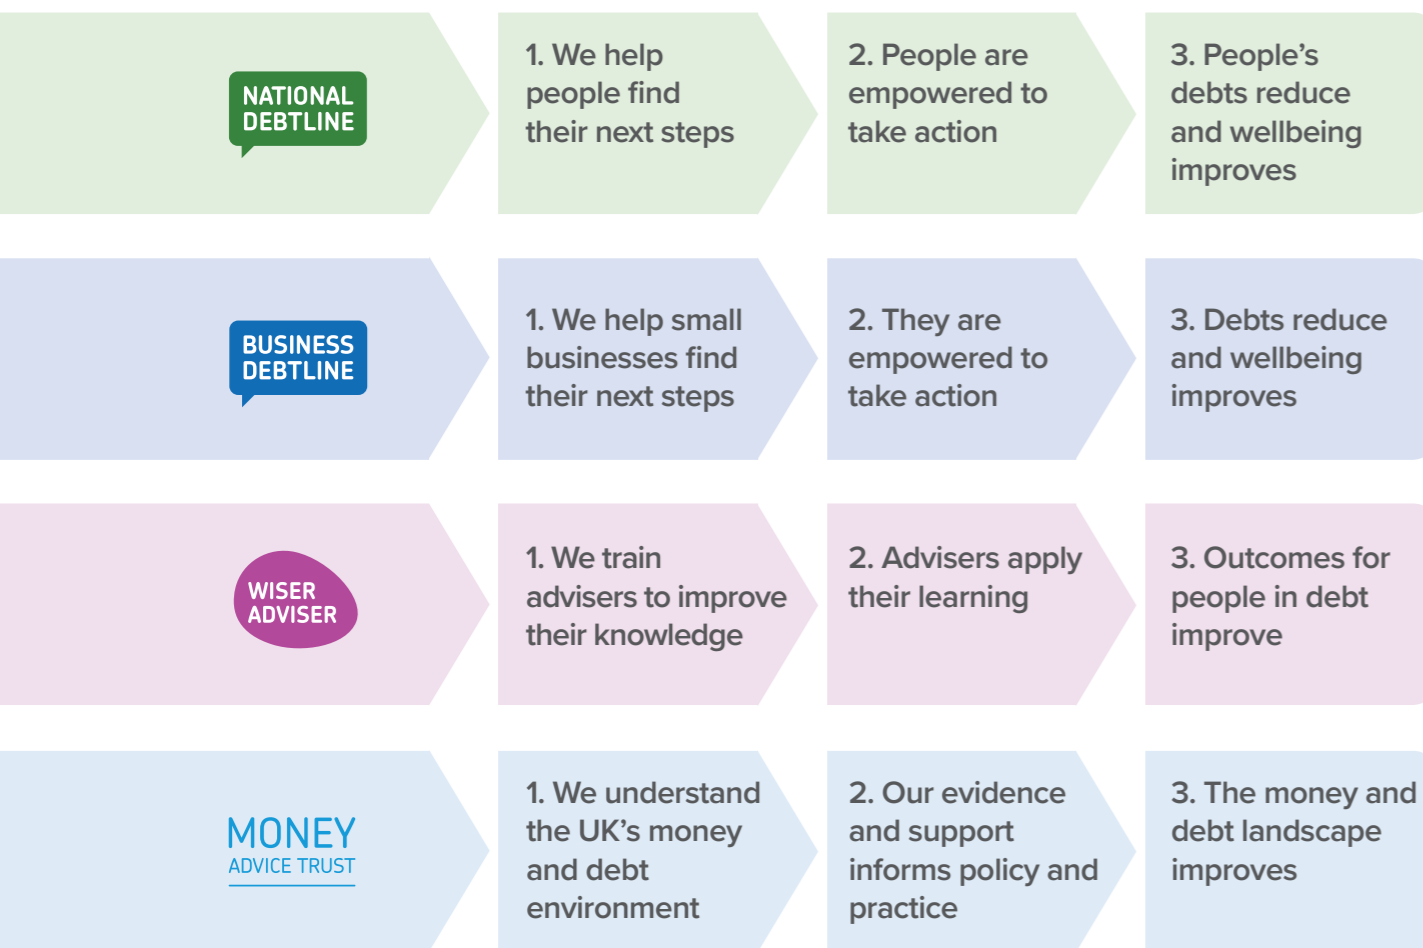 NATIONAL
DEBTLINE
1. We help
people find
their next steps
2. People are
empowered to
take action
3. People’s
debts reduce
and wellbeing
improves
BUSINESS
DEBTLINE
1. We help small
businesses find
their next steps
2. They are
empowered to
take action
3. Debts reduce
and wellbeing
improves
WISER
ADVISER
1. We train
advisers to improve
their knowledge
2. Advisers apply
their learning
3. Outcomes for
people in debt
improve
MONEY
ADVICE TRUST
1. We understand
the UK’s money
and debt
environment
2. Our evidence
and support
informs policy and
practice
3. The money and
debt landscape
improves